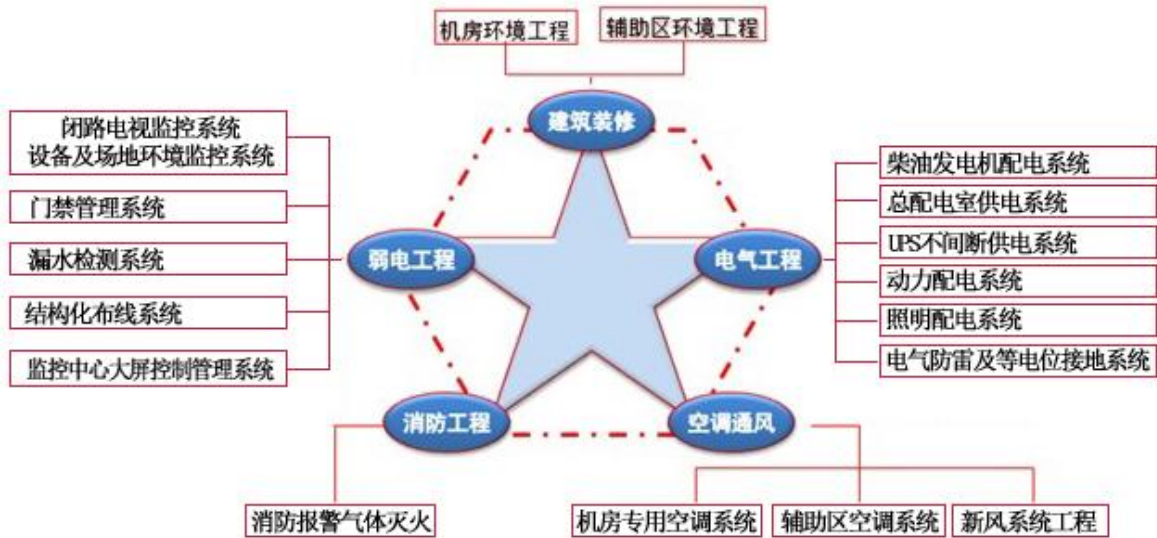 机房环境工程
辅助区环境工程
建筑装修
闭路电视监控系统
设备及场地环境监控系统
门禁管理系统
漏水检测系统
结构化布线系统
监控中心大屏控制管理系统
弱电工程
电气工程
柴油发电机配电系统
总配电室供电系统
UPS不间断供电系统
动力配电系统
照明配电系统
电气防雷及等电位接地系统
消防工程
空调通风
消防报警气体灭火
机房专用空调系统
辅助区空调系统
新风系统工程